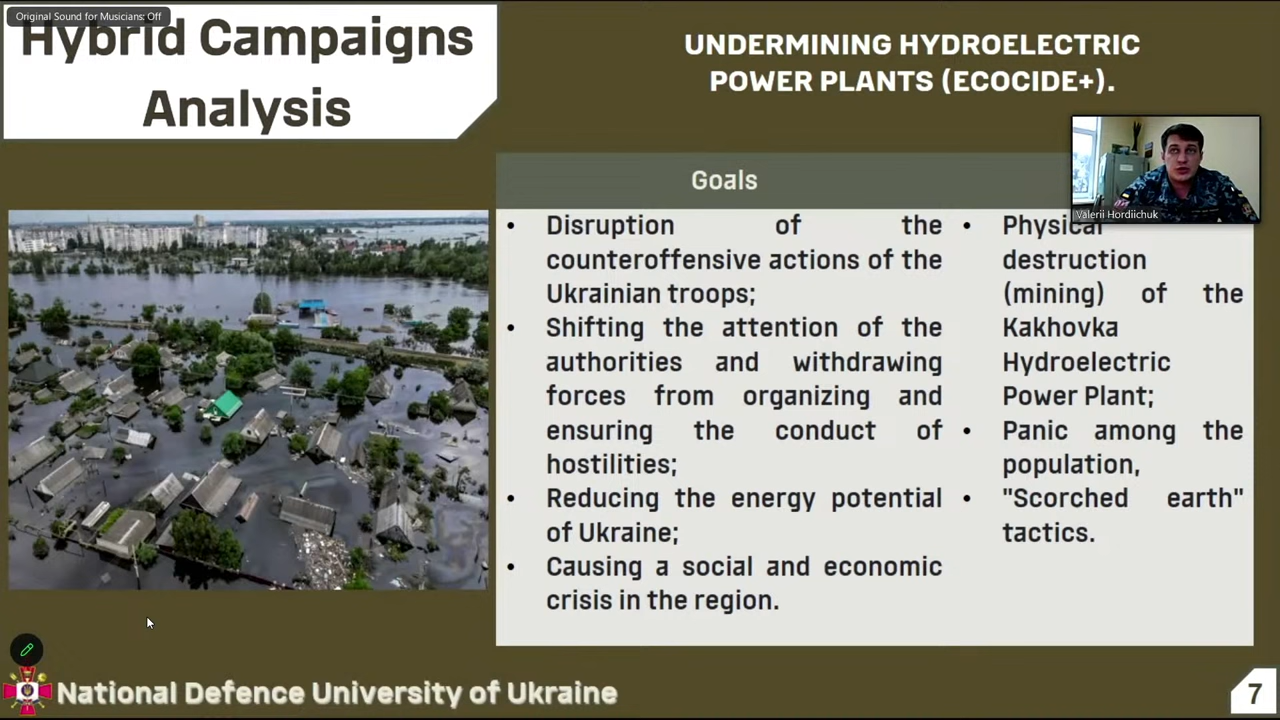 Original Sound for Musicians: Off
Hybrid Campaigns
Analysis
UNDERMINING HYDROELECTRIC
POWER PLANTS (ECOCIDE+).
Valerii Hordiichuk
Goals
• Disruption of the
counteroffensive actions of the
Ukrainian troops;
• Shifting the attention of the
authorities and withdrawing
forces from organizing and
ensuring the conduct of
hostilities;
• Reducing the energy potential
of Ukraine;
• Causing a social and economic
crisis in the region.
• Physical
destruction
(mining) of the
Kakhovka
Hydroelectric
Power Plant;
• Panic among the
population,
• "Scorched earth"
tactics.
National Defence University of Ukraine
7